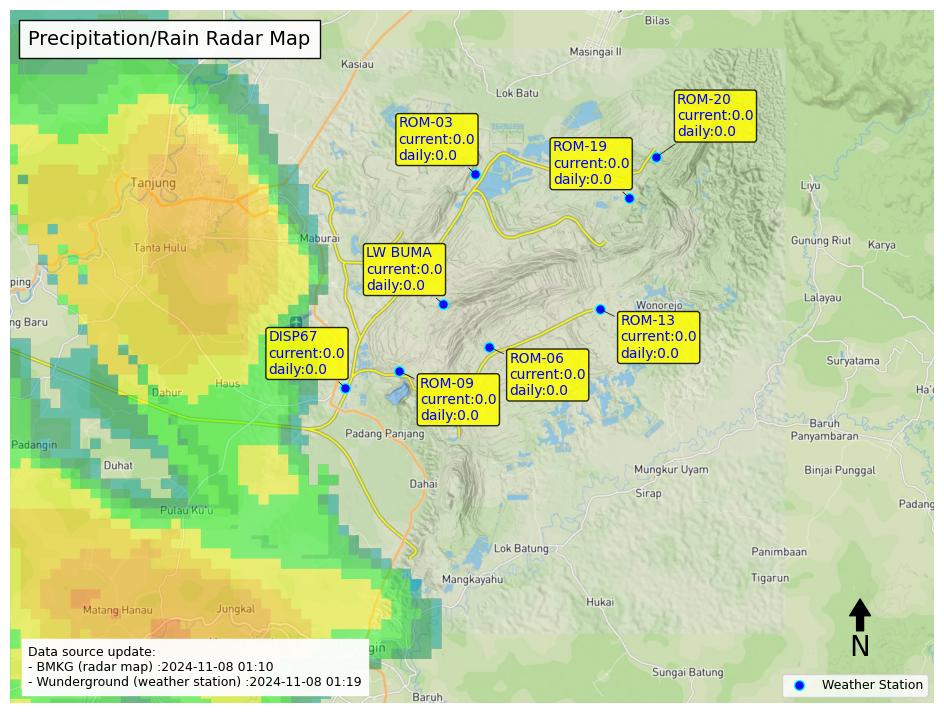 Precipitation/Rain Radar Map
Bilas
Masingai II
Kasiau
Lok Batu
ROM-20
current:0.0
daily:0.0
ROM-03
current:0.0
daily:0.0
ROM-19
current:0.0
daily:0.0
Tanjung
Liyu
Maburai
Tanta Hulu
Gunung Riut
Karya
LW BUMA
current:0.0
daily:0.0
ping
Lalayau
Wonorejo
ng Baru
ROM-13
current:0.0
daily:0.0
DISP67
current:0.0
daily:0.0
ROM-06
current:0.0
daily:0.0
Suryatama
Haus
Dahur
ROM-09
current:0.0
daily:0.0
Ha'
Baruh
Panyambaran
Padang Panjang
Padangin
Duhat
Mungkur Uyam
Binjai Punggal
Dahai
Sirap
Padang
Pulau Ku'u
Lok Batung
Panimbaan
Mangkayahu
Tigarun
Matang Hanau
Jungkal
Hukai
N
gin
Data source update:
- BMKG (radar map) :2024-11-08 01:10
- Wunderground (weather station) :2024-11-08 01:19
Sungai Batung
Weather Station
Baruh